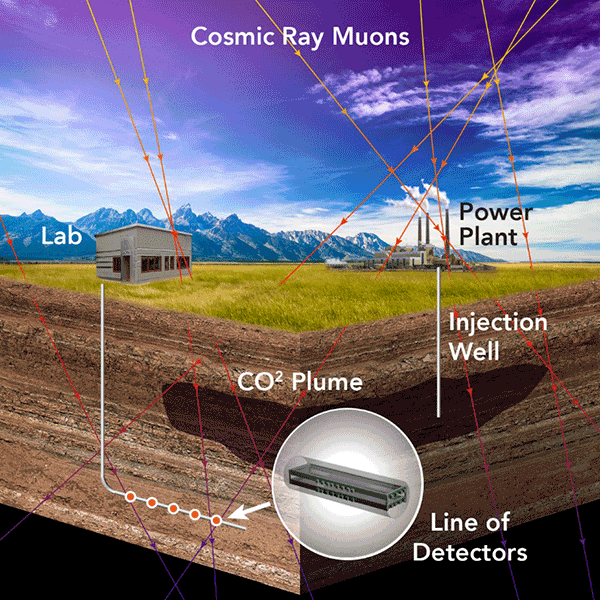 Cosmic Ray Muons
Lab
Power
Plant
Injection
Well
CO² Plume
Line of
Detectors